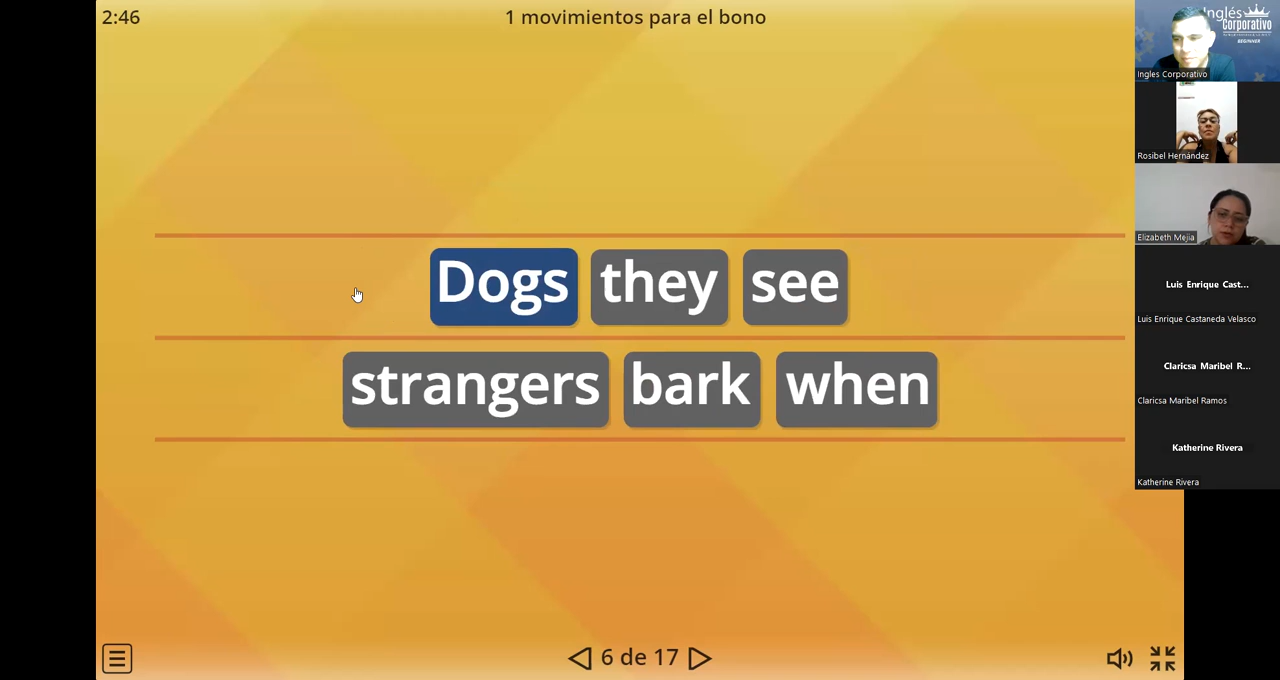 2:46
1 movimientos para el bono
Inglés
Corporativo
BEGINNER
Ingles Corporativo
Rosibel Hernández
Elizabeth Mejia
Dogs they see
strangers bark when
Luis Enrique Cast...
Luis Enrique Castaneda Velasco
Claricsa Maribel R...
Claricsa Maribel Ramos
Katherine Rivera
Katherine Rivera
6 de 17